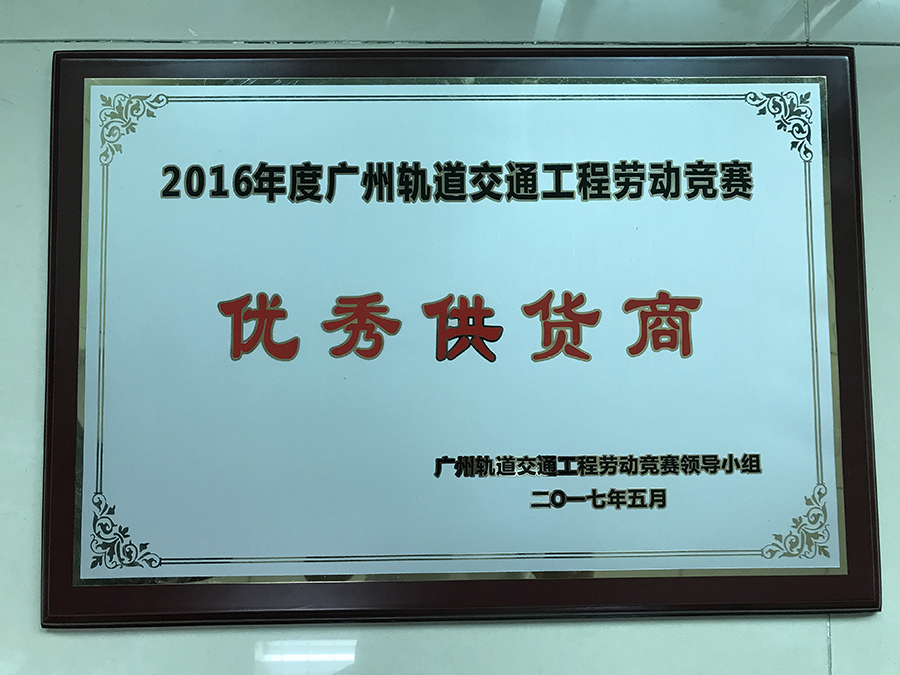 2016年度广州轨道交通工程劳动竞赛
优秀供货商
广州轨道交通工程劳动竞赛领导小组
二〇一七年五月